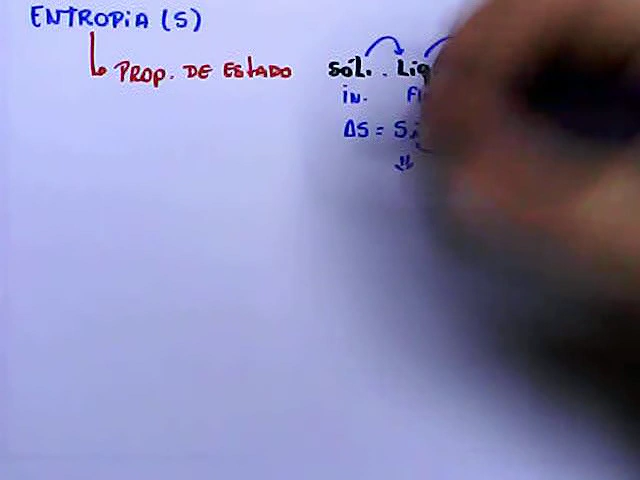 ENTROPIA (S)
PROP. DE ESTADO
SÓL. . Liq
in.
ΔS = S